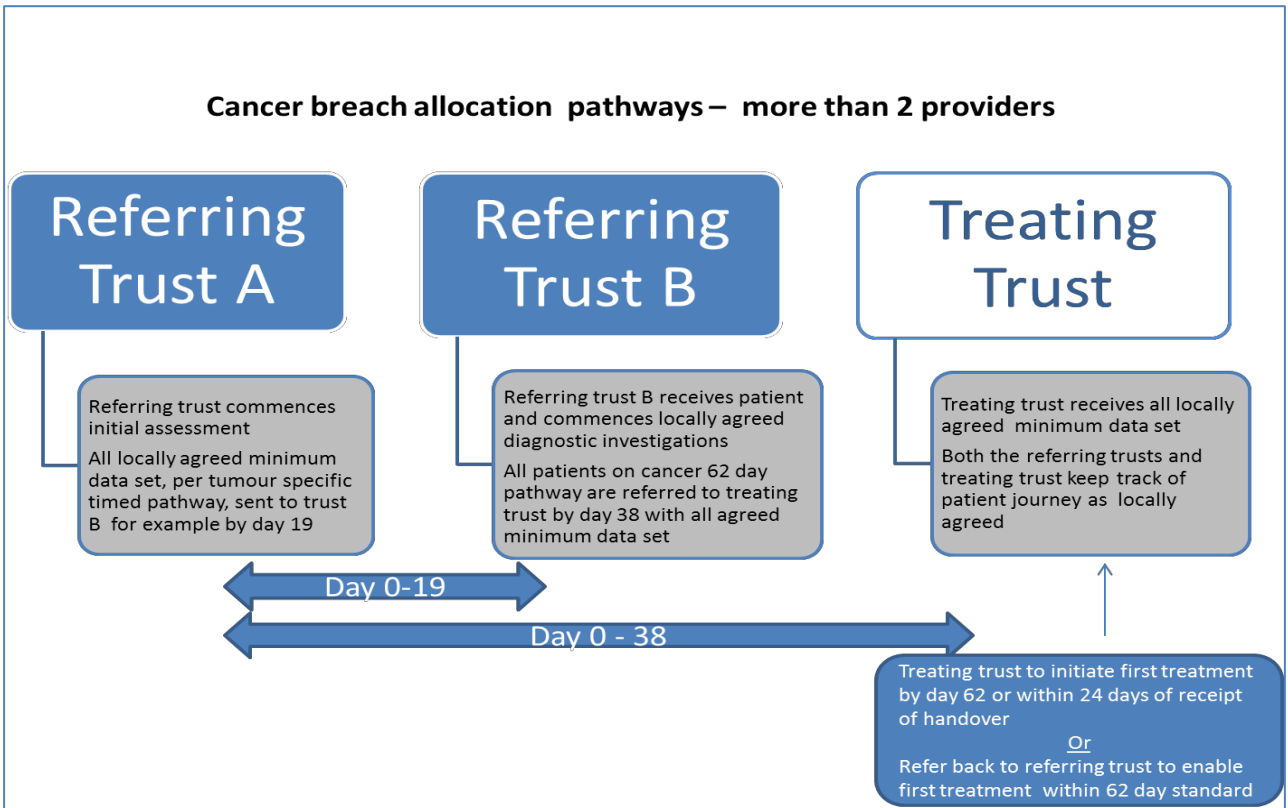 Cancer breach allocation pathways – more than 2 providers
Referring
Trust A
Referring
Trust B
Treating
Trust
Referring trust commences
initial assessment
All locally agreed minimum
data set, per tumour specific
timed pathway, sent to trust
B for example by day 19
Referring trust B receives patient
and commences locally agreed
diagnostic investigations
All patients on cancer 62 day
pathway are referred to treating
trust by day 38 with all agreed
minimum data set
Treating trust receives all locally
agreed minimum data set
Both the referring trusts and
treating trust keep track of
patient journey as locally
agreed
Day 0-19
Day 0 - 38
Treating trust to initiate first treatment
by day 62 or within 24 days of receipt
of handover
Or
Refer back to referring trust to enable
first treatment within 62 day standard